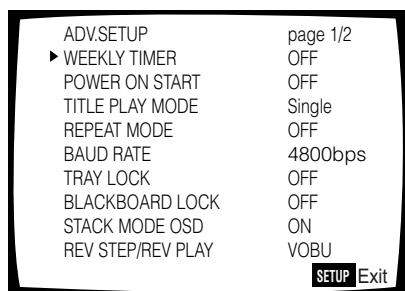 ADV.SETUP page 1/2
WEEKLY TIMER OFF
POWER ON START OFF
TITLE PLAY MODE Single
REPEAT MODE OFF
BAUD RATE 4800bps
TRAY LOCK OFF
BLACKBOARD LOCK OFF
STACK MODE OSD ON
REV STEP/REV PLAY VOBU
SETUP Exit